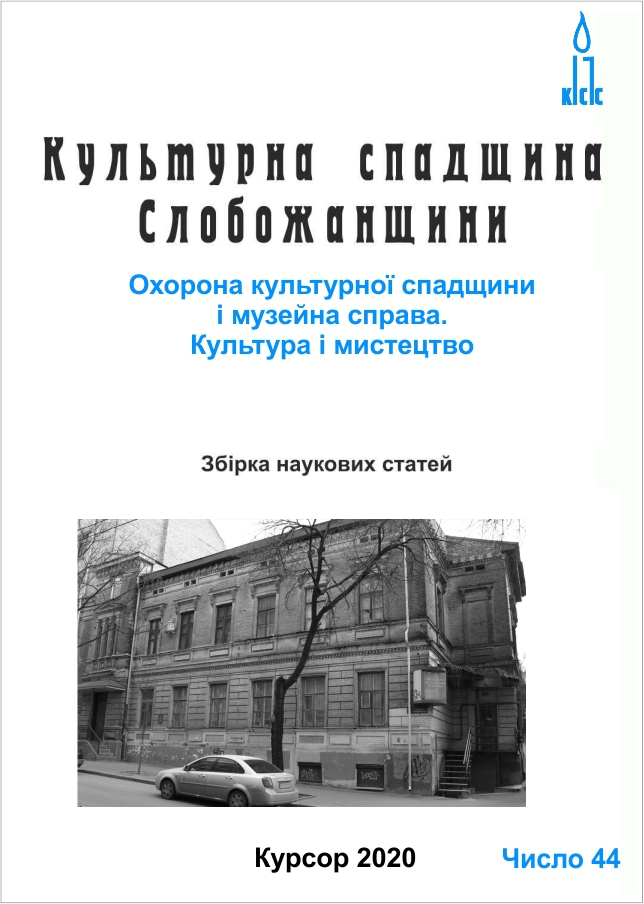 КСС
Культурна спадщина
Слобожанщини
Охорона культурної спадщини
і музейна справа.
Культура і мистецтво
Збірка наукових статей
Курсор 2020
Число 44